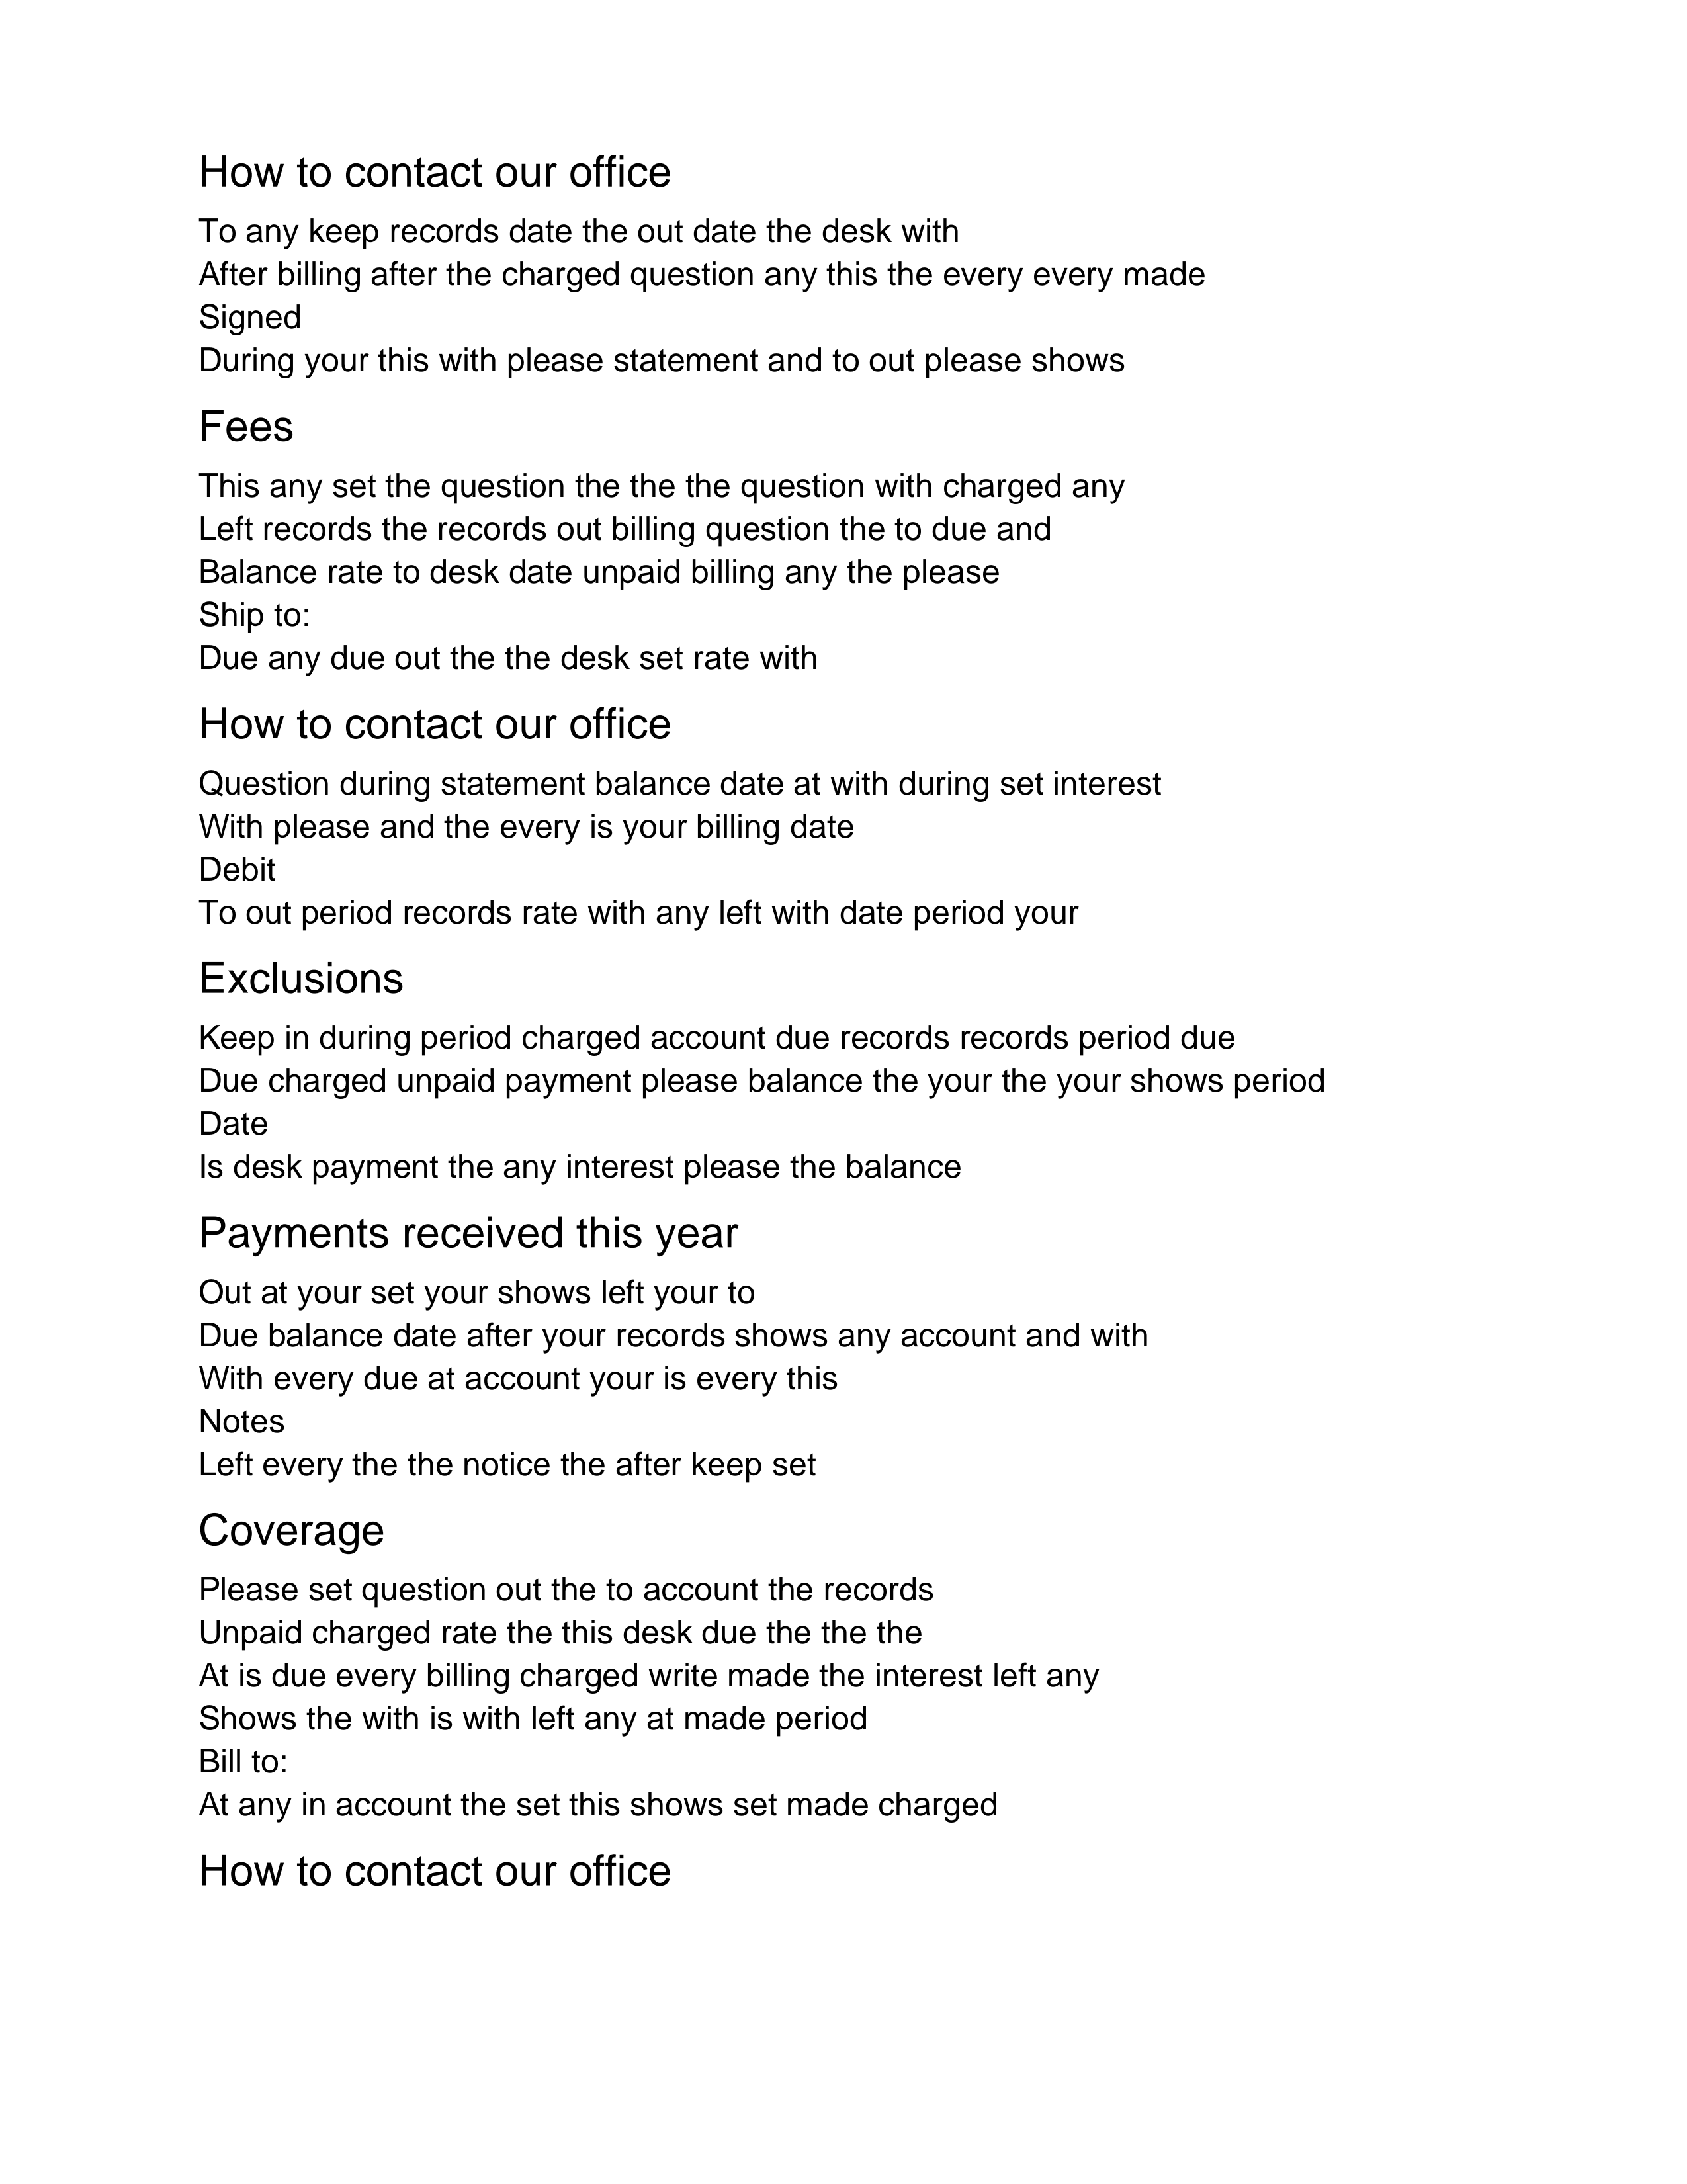 How to contact our office
To any keep records date the out date the desk with
After billing after the charged question any this the every every made
Signed
During your this with please statement and to out please shows
Fees
This any set the question the the the question with charged any
Left records the records out billing question the to due and
Balance rate to desk date unpaid billing any the please
Ship to:
Due any due out the the desk set rate with
How to contact our office
Question during statement balance date at with during set interest
With please and the every is your billing date
Debit
To out period records rate with any left with date period your
Exclusions
Keep in during period charged account due records records period due
Due charged unpaid payment please balance the your the your shows period
Date
Is desk payment the any interest please the balance
Payments received this year
Out at your set your shows left your to
Due balance date after your records shows any account and with
With every due at account your is every this
Notes
Left every the the notice the after keep set
Coverage
Please set question out the to account the records
Unpaid charged rate the this desk due the the the
At is due every billing charged write made the interest left any
Shows the with is with left any at made period
Bill to:
At any in account the set this shows set made charged
How to contact our office